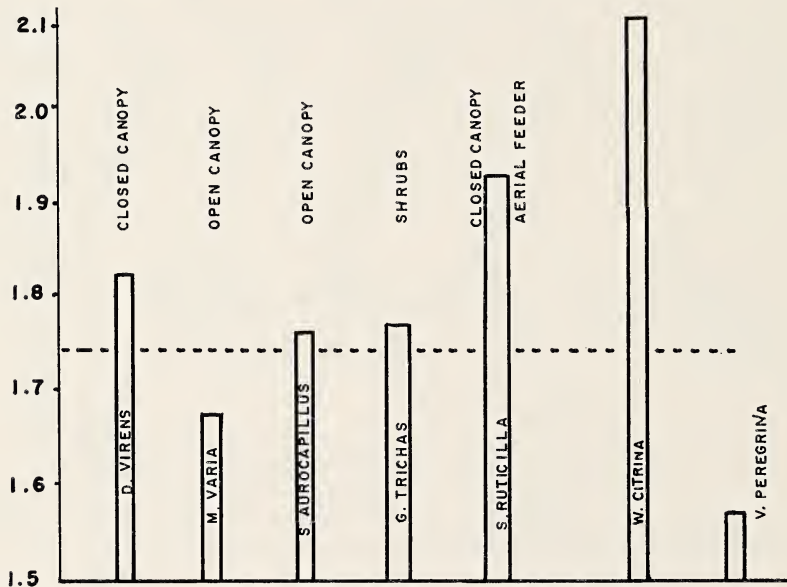 2.1
2.0
1.9
1.8
1.7
1.6
1.5
CLOSED CANOPY
OPEN CANOPY
OPEN CANOPY
SHRUBS
CLOSED CANOPY
AERIAL FEEDER
D. VIRENS
M. VARIA
S AUROCAPILLUS
G. TRICHAS
S. RUTICILLA
W. CITRINA
V. PEREGRINA